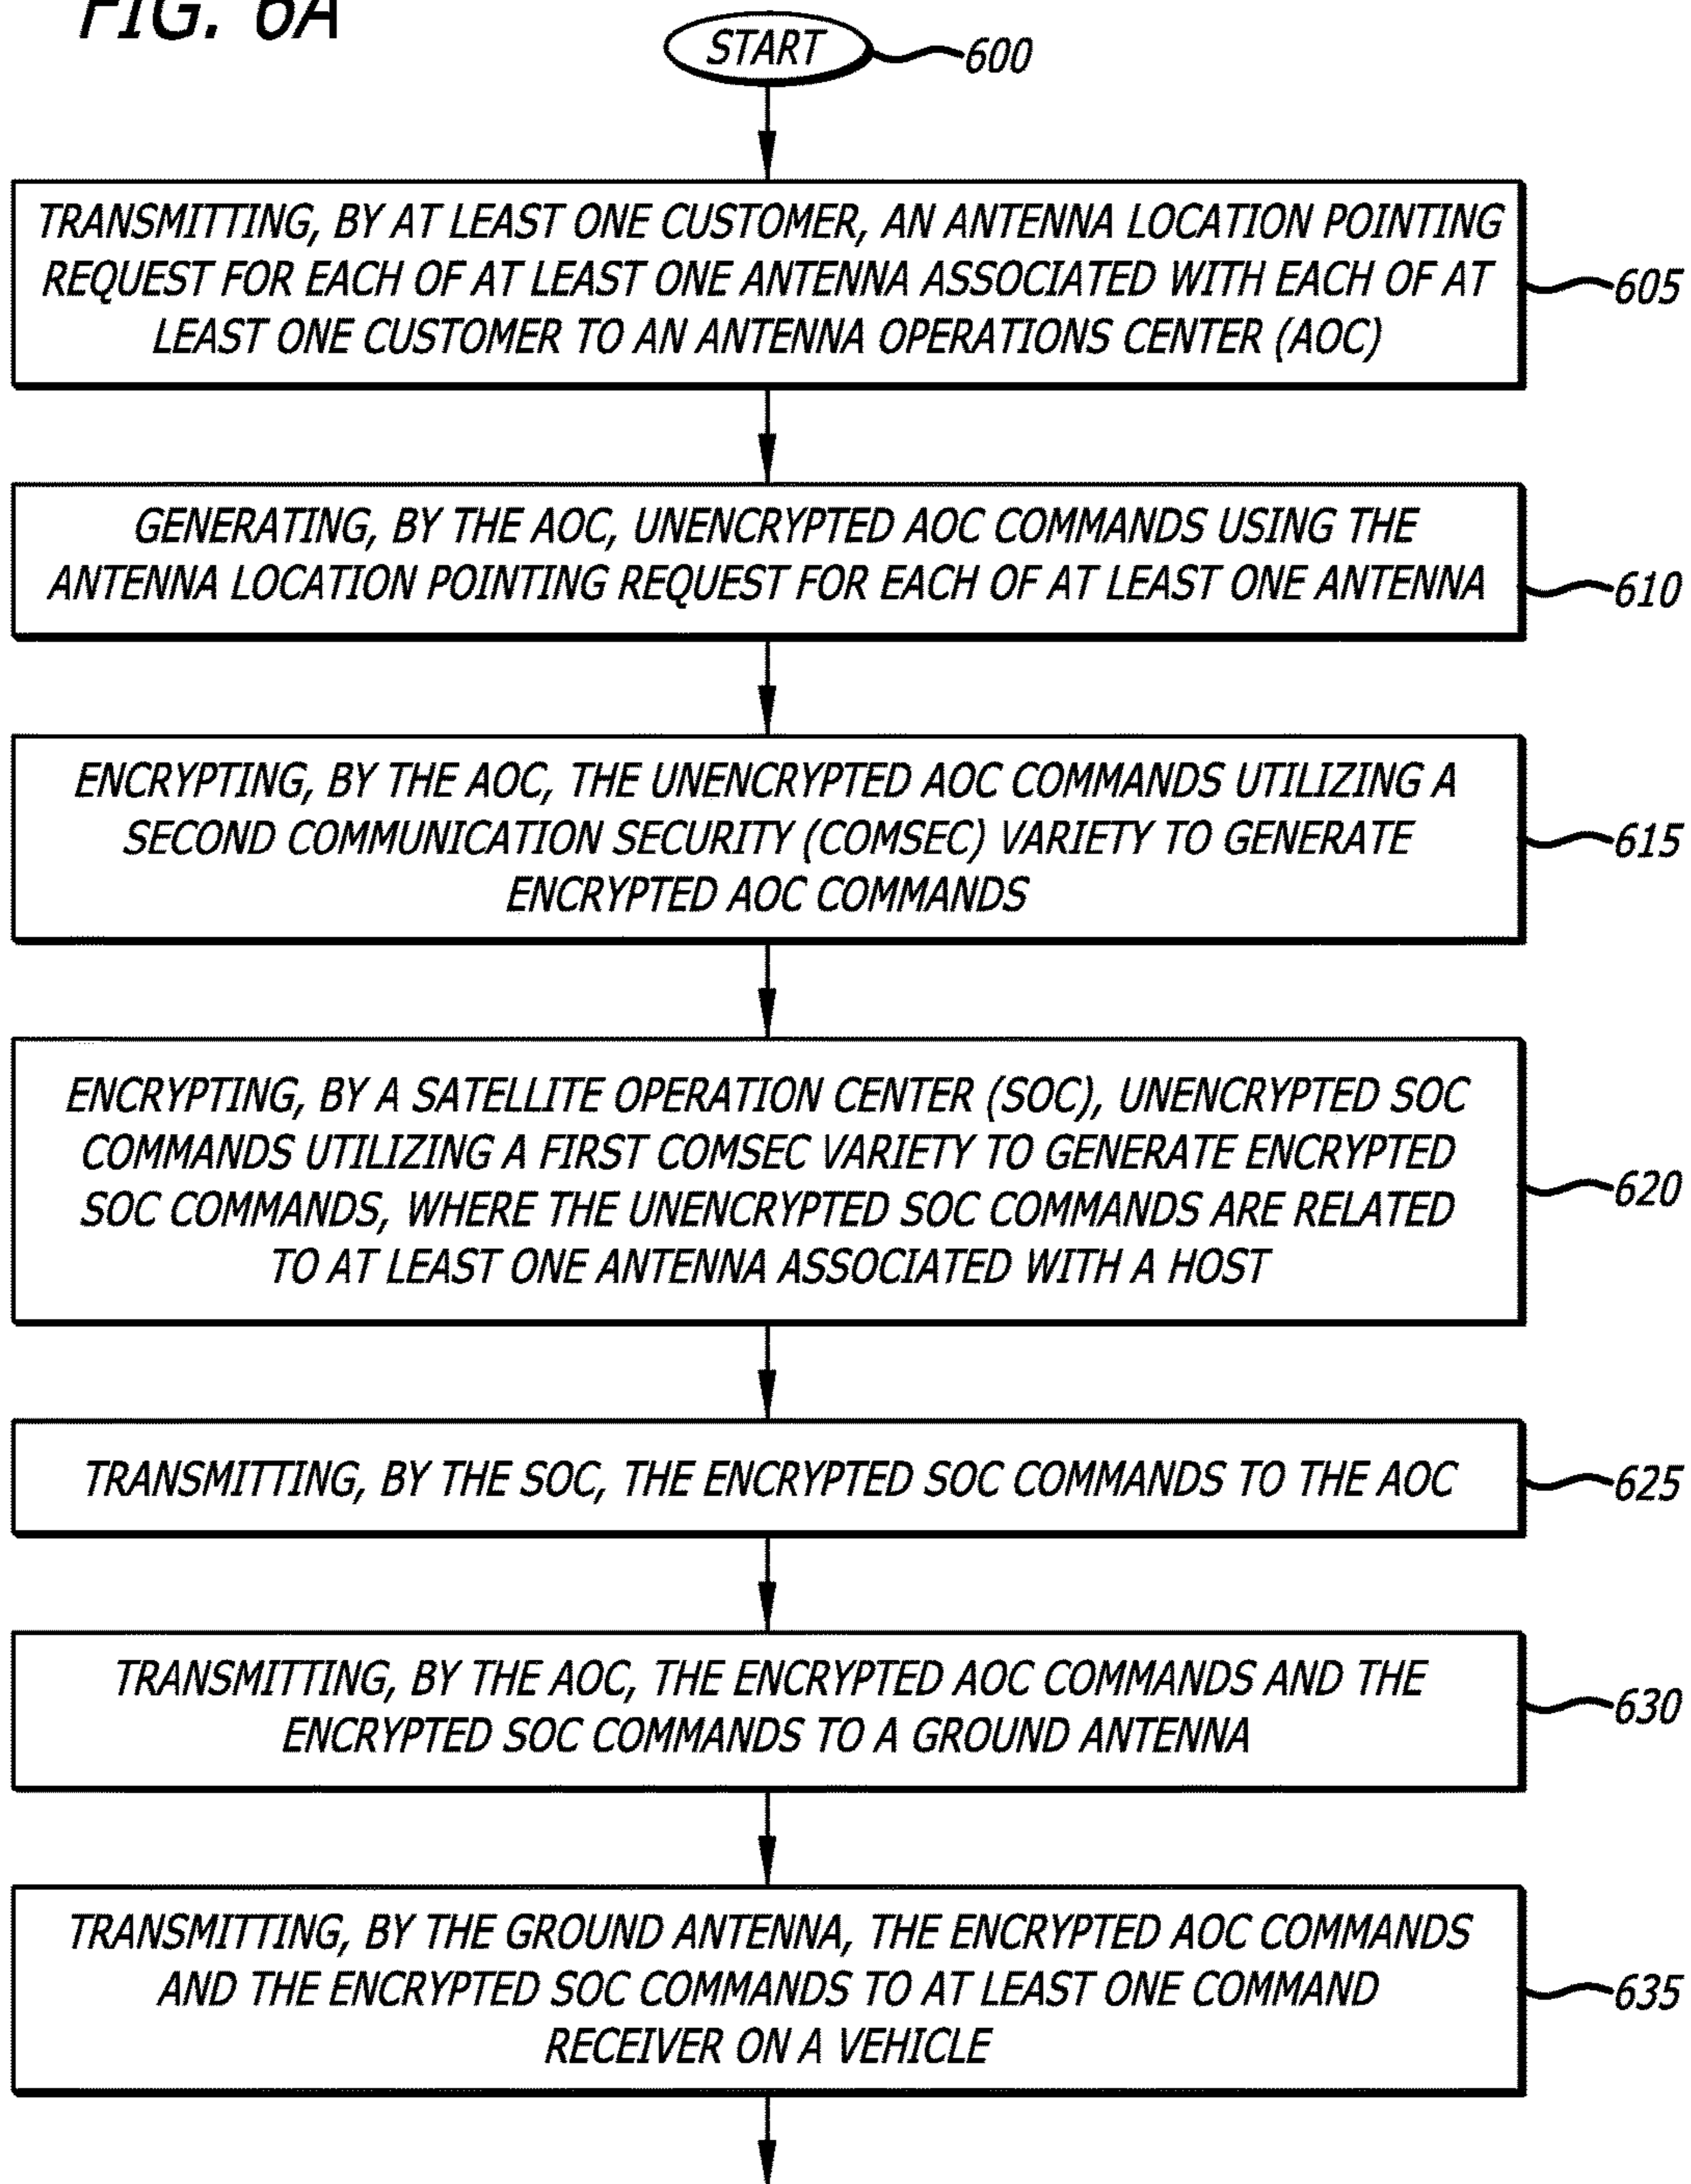 FIG. 6A
START
600
TRANSMITTING, BY AT LEAST ONE CUSTOMER, AN ANTENNA LOCATION POINTING
REQUEST FOR EACH OF AT LEAST ONE ANTENNA ASSOCIATED WITH EACH OF AT
LEAST ONE CUSTOMER TO AN ANTENNA OPERATIONS CENTER (AOC)
605
GENERATING, BY THE AOC, UNENCRYPTED AOC COMMANDS USING THE
ANTENNA LOCATION POINTING REQUEST FOR EACH OF AT LEAST ONE ANTENNA
610
ENCRYPTING, BY THE AOC, THE UNENCRYPTED AOC COMMANDS UTILIZING A
SECOND COMMUNICATION SECURITY (COMSEC) VARIETY TO GENERATE
ENCRYPTED AOC COMMANDS
615
ENCRYPTING, BY A SATELLITE OPERATION CENTER (SOC), UNENCRYPTED SOC
COMMANDS UTILIZING A FIRST COMSEC VARIETY TO GENERATE ENCRYPTED
SOC COMMANDS, WHERE THE UNENCRYPTED SOC COMMANDS ARE RELATED
TO AT LEAST ONE ANTENNA ASSOCIATED WITH A HOST
620
TRANSMITTING, BY THE SOC, THE ENCRYPTED SOC COMMANDS TO THE AOC
625
TRANSMITTING, BY THE AOC, THE ENCRYPTED AOC COMMANDS AND THE
ENCRYPTED SOC COMMANDS TO A GROUND ANTENNA
630
TRANSMITTING, BY THE GROUND ANTENNA, THE ENCRYPTED AOC COMMANDS
AND THE ENCRYPTED SOC COMMANDS TO AT LEAST ONE COMMAND
RECEIVER ON A VEHICLE
635